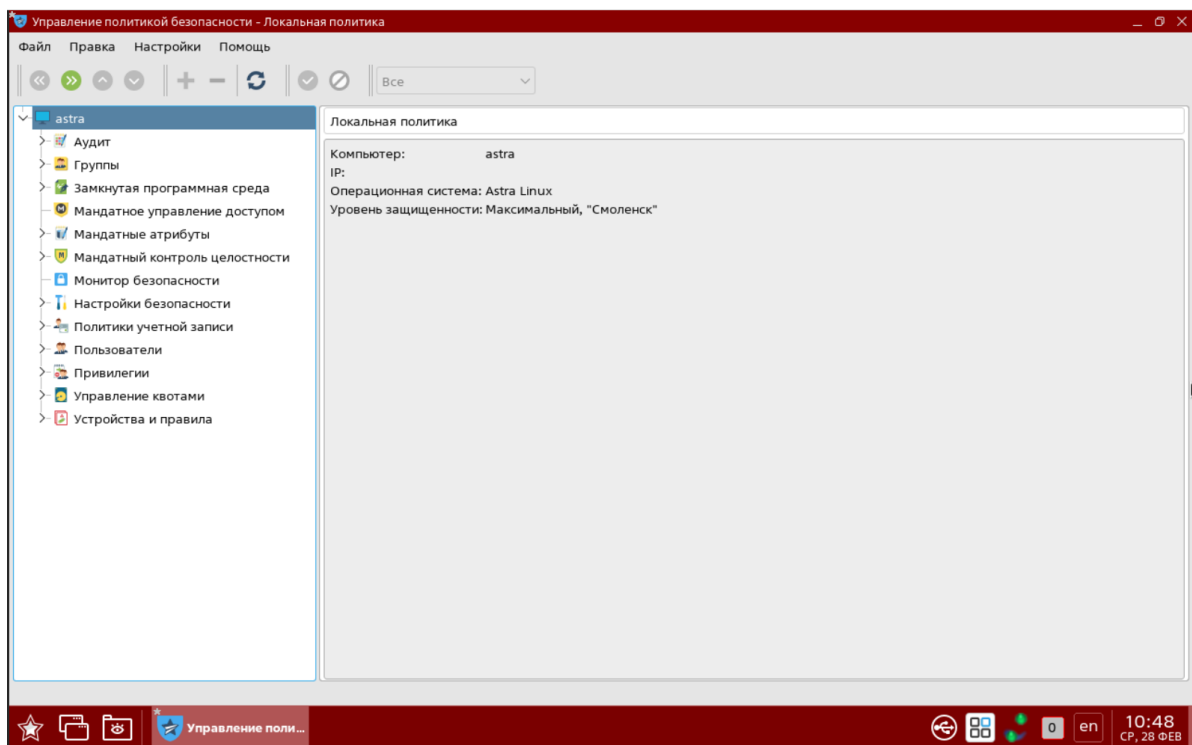 Управление политикой безопасности - Локальная политика
Файл Правка Настройки Помощь
Все
astra
Аудит
Группы
Замкнутая программная среда
Мандатное управление доступом
Мандатные атрибуты
Мандатный контроль целостности
Монитор безопасности
Настройки безопасности
Политики учетной записи
Пользователи
Привилегии
Управление квотами
Устройства и правила
Локальная политика
Компьютер: astra
IP:
Операционная система: Astra Linux
Уровень защищенности: Максимальный, "Смоленск"
Управление поли...
0
en
10:48
СР, 28 ФЕВ